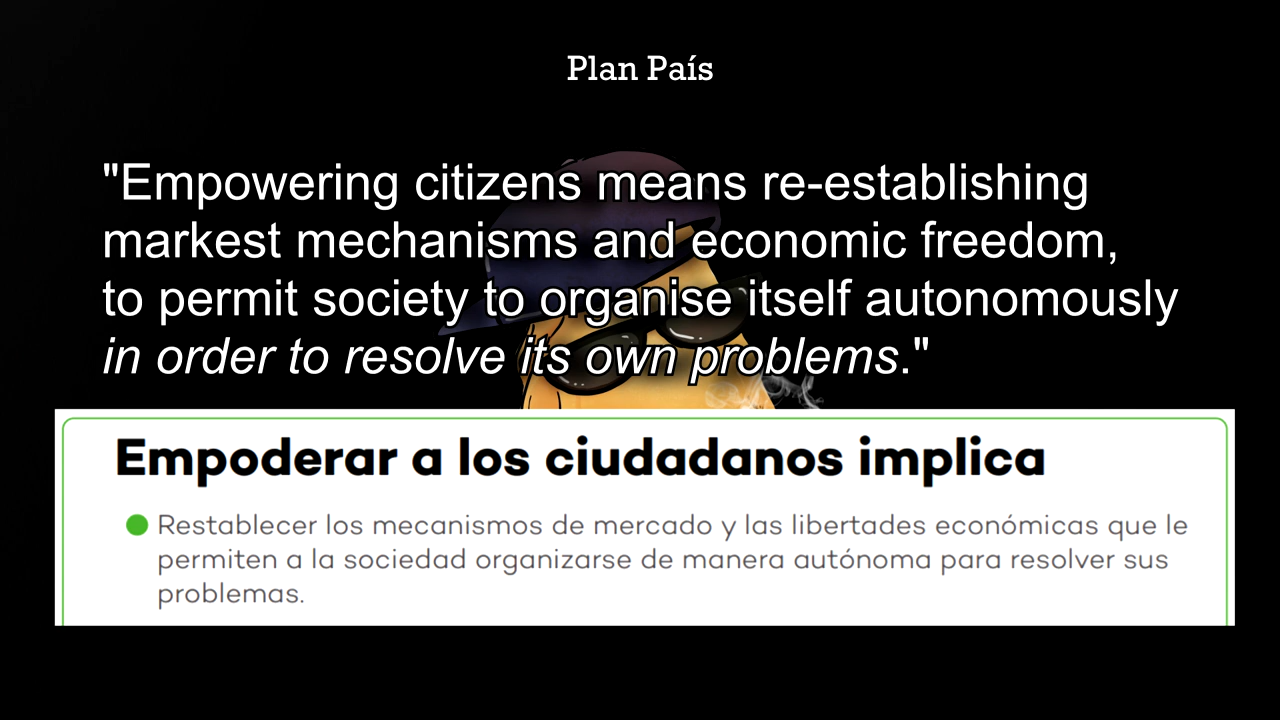 Plan País
"Empowering citizens means re-establishing
markest mechanisms and economic freedom,
to permit society to organise itself autonomously
in order to resolve its own problems."
Empoderar a los ciudadanos implica
Restablecer los mecanismos de mercado y las libertades económicas que le
permiten a la sociedad organizarse de manera autónoma para resolver sus
problemas.